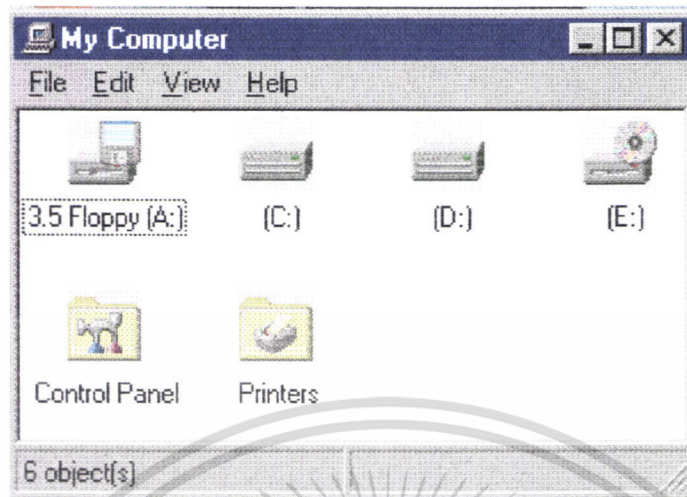 My Computer
File Edit View Help
3.5 Floppy (A:) (C:) (D:) (E:)
Control Panel Printers
6 object(s)